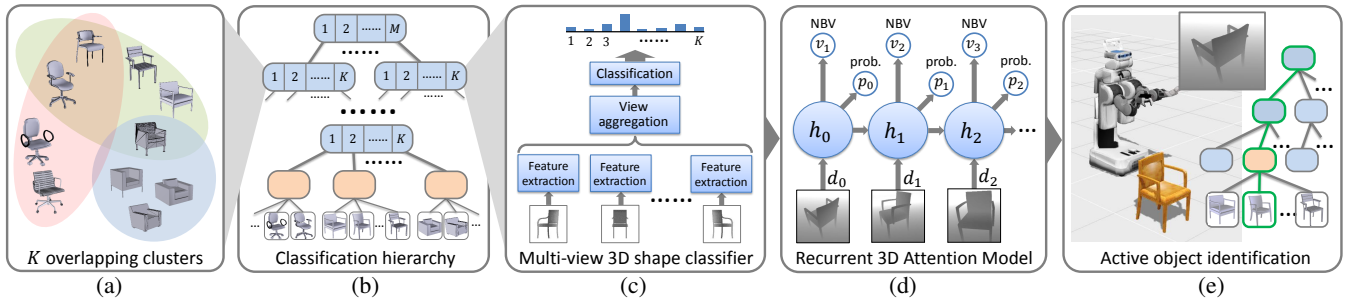 K overlapping clusters
(a)
1 2 ...... M
......
1 2 ...... K
1 2 ...... K
......
......
......
1 2 ...... K
......
... ...
Classification hierarchy
(b)
1 2 3 ...... K
Classification
View aggregation
Feature extraction
Feature extraction
......
Feature extraction
Multi-view 3D shape classifier
(c)
NBV NBV NBV
v1 v2 v3
prob. prob. prob.
p0 p1 p2
h0 h1 h2 ...
d0 d1 d2
Recurrent 3D Attention Model
(d)
...
...
...
...
Active object identification
(e)